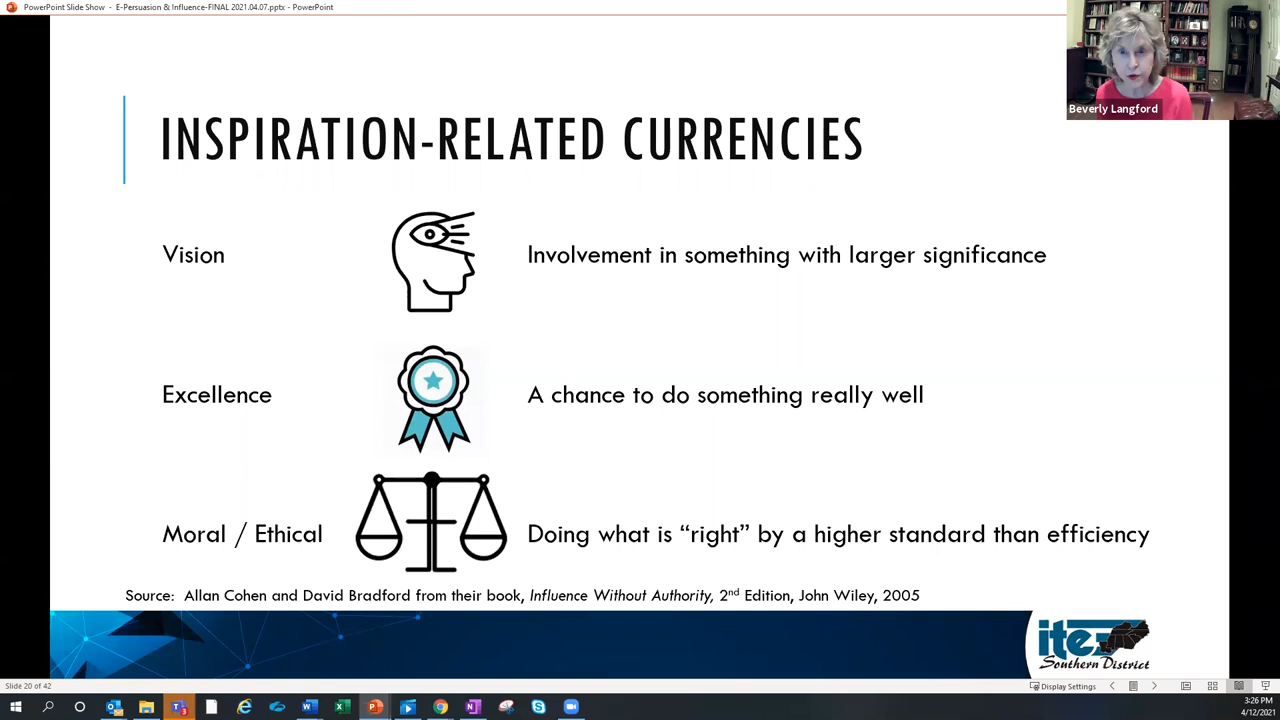 PowerPoint Slide Show - E-Persuasion & Influence-FINAL 2021.04.07.pptx - PowerPoint
Beverly Langford
INSPIRATION-RELATED CURRENCIES
Vision
Involvement in something with larger significance
Excellence
A chance to do something really well
Moral / Ethical
Doing what is “right” by a higher standard than efficiency
Source: Allan Cohen and David Bradford from their book, Influence Without Authority, 2nd Edition, John Wiley, 2005
ite
Southern District
Slide 20 of 42
Display Settings
3:26 PM
4/12/2021